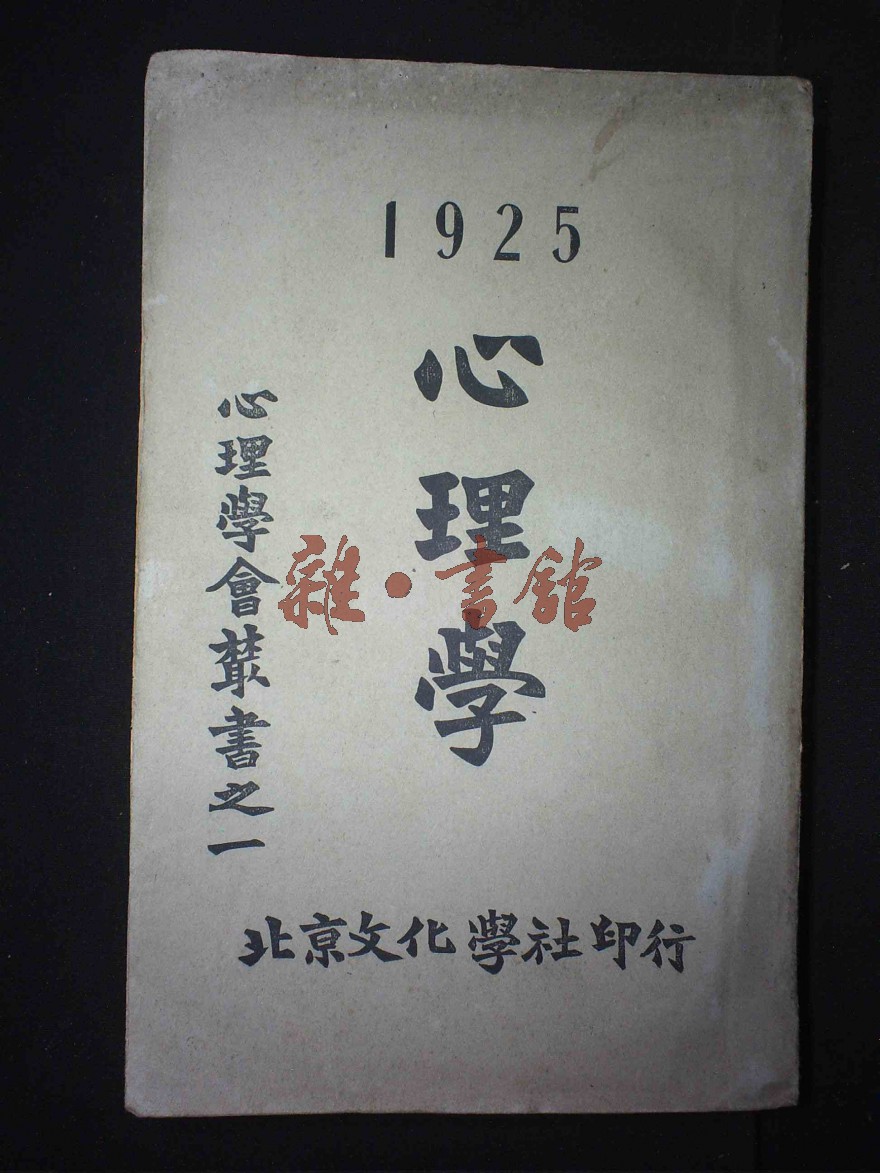 1925
心理學
心理學會叢書之一
北京文化學社印行
雜·書館